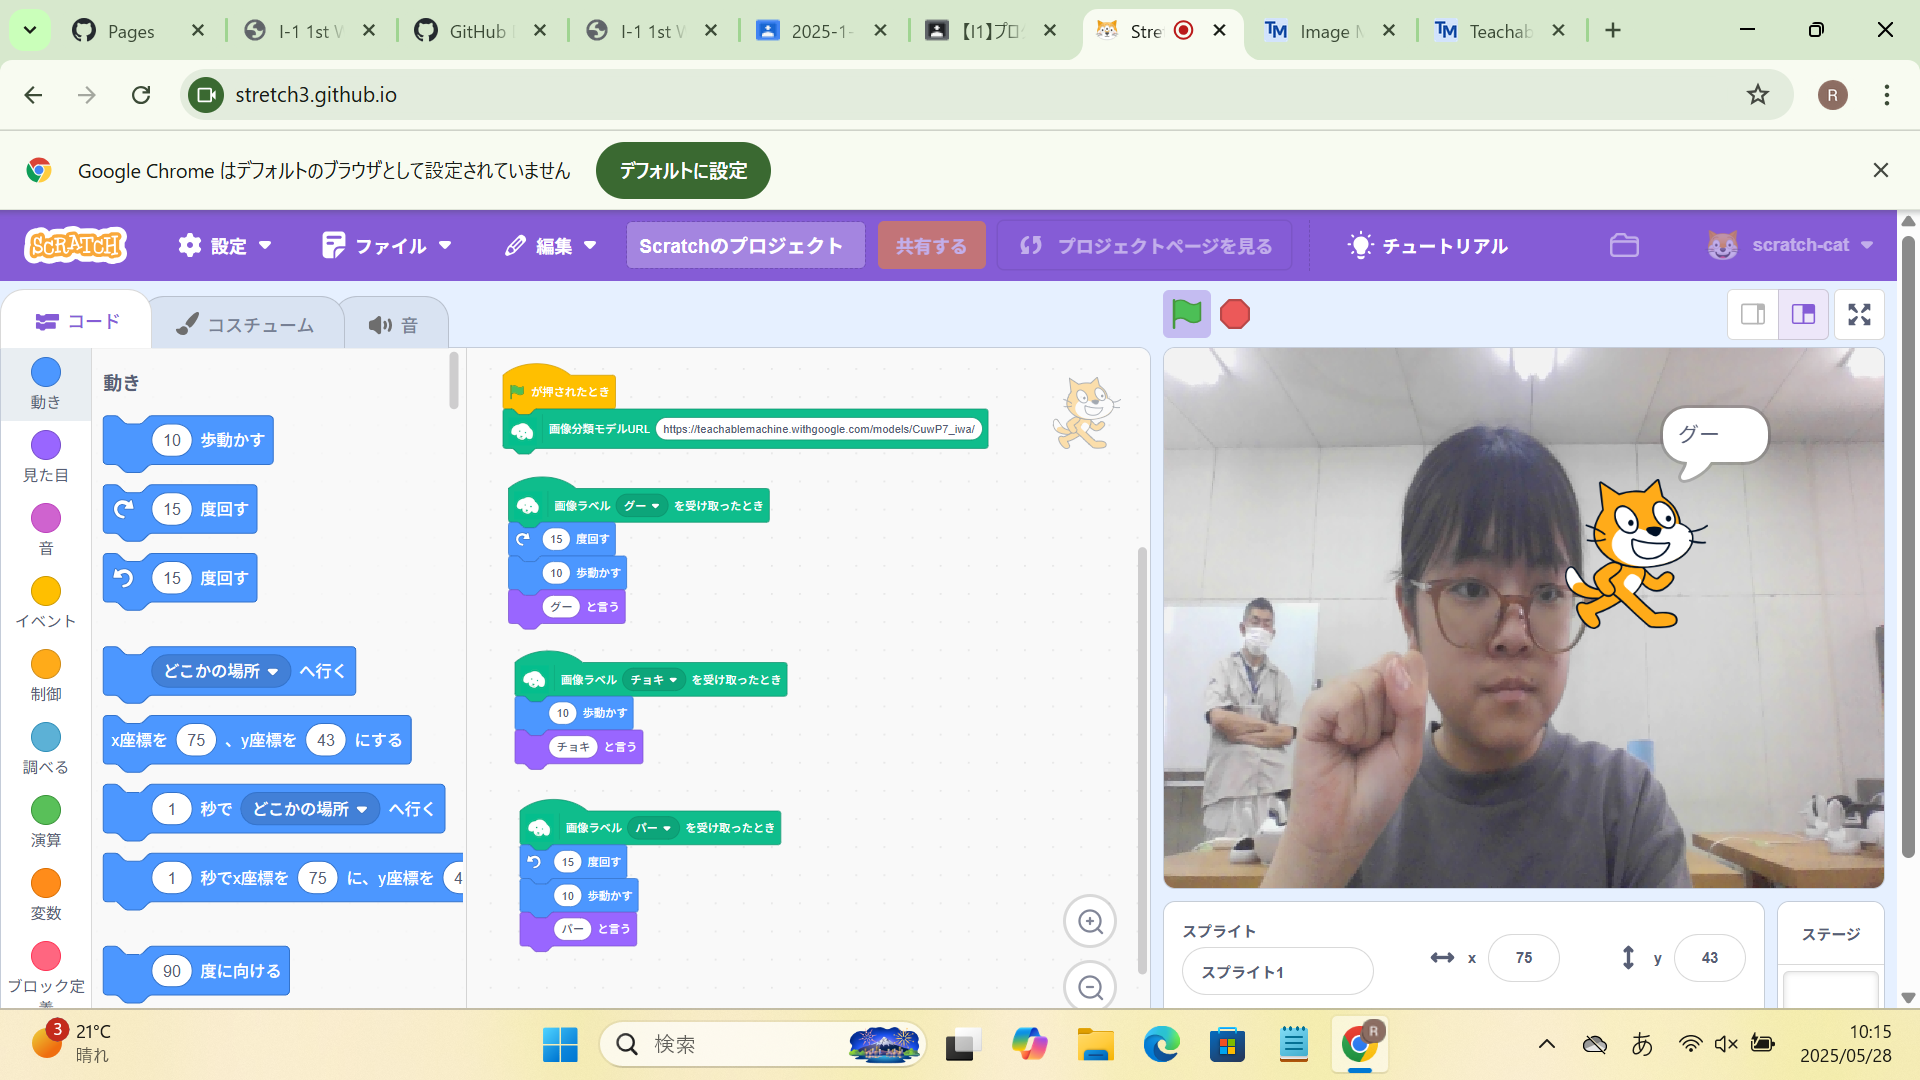 Pages
I-1 1st W
GitHub
I-1 1st W
2025-1-
【I1】プログ
Stre
Image M
Teachab
stretch3.github.io
R
Google Chrome はデフォルトのブラウザとして設定されていません
デフォルトに設定
SCRATCH
設定
ファイル
編集
Scratchのプロジェクト
共有する
プロジェクトページを見る
チュートリアル
scratch-cat
コード
コスチューム
音
動き
見た目
音
イベント
制御
調べる
演算
変数
ブロック定義
動き
10 歩動かす
15 度回す
15 度回す
どこかの場所 へ行く
x座標を 75 、y座標を 43 にする
1 秒で どこかの場所 へ行く
1 秒でx座標を 75 に、y座標を 4
90 度に向ける
が押されたとき
画像分類モデルURL https://teachablemachine.withgoogle.com/models/CuwP7_iwa/
画像ラベル グー を受け取ったとき
15 度回す
10 歩動かす
グー と言う
画像ラベル チョキ を受け取ったとき
10 歩動かす
チョキ と言う
画像ラベル パー を受け取ったとき
15 度回す
10 歩動かす
パー と言う
グー
スプライト
スプライト1
x 75
y 43
ステージ
3
21°C
晴れ
検索
R
あ
10:15
2025/05/28